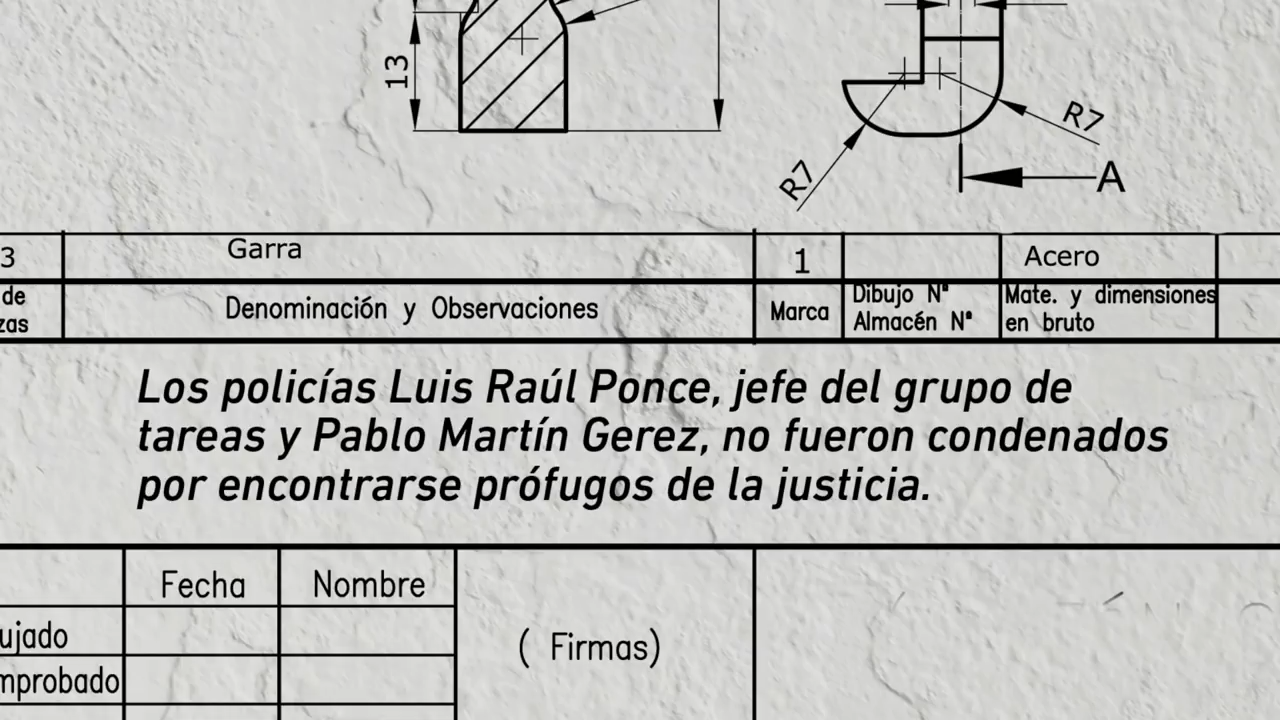 13
R7
R7
A
3 Garra 1 Acero
de
zas
Denominación y Observaciones
Marca
Dibujo Nº
Almacén Nº
Mate. y dimensiones
en bruto
Los policías Luis Raúl Ponce, jefe del grupo de
tareas y Pablo Martín Gerez, no fueron condenados
por encontrarse prófugos de la justicia.
Fecha Nombre
ujado
( Firmas)
mprobado